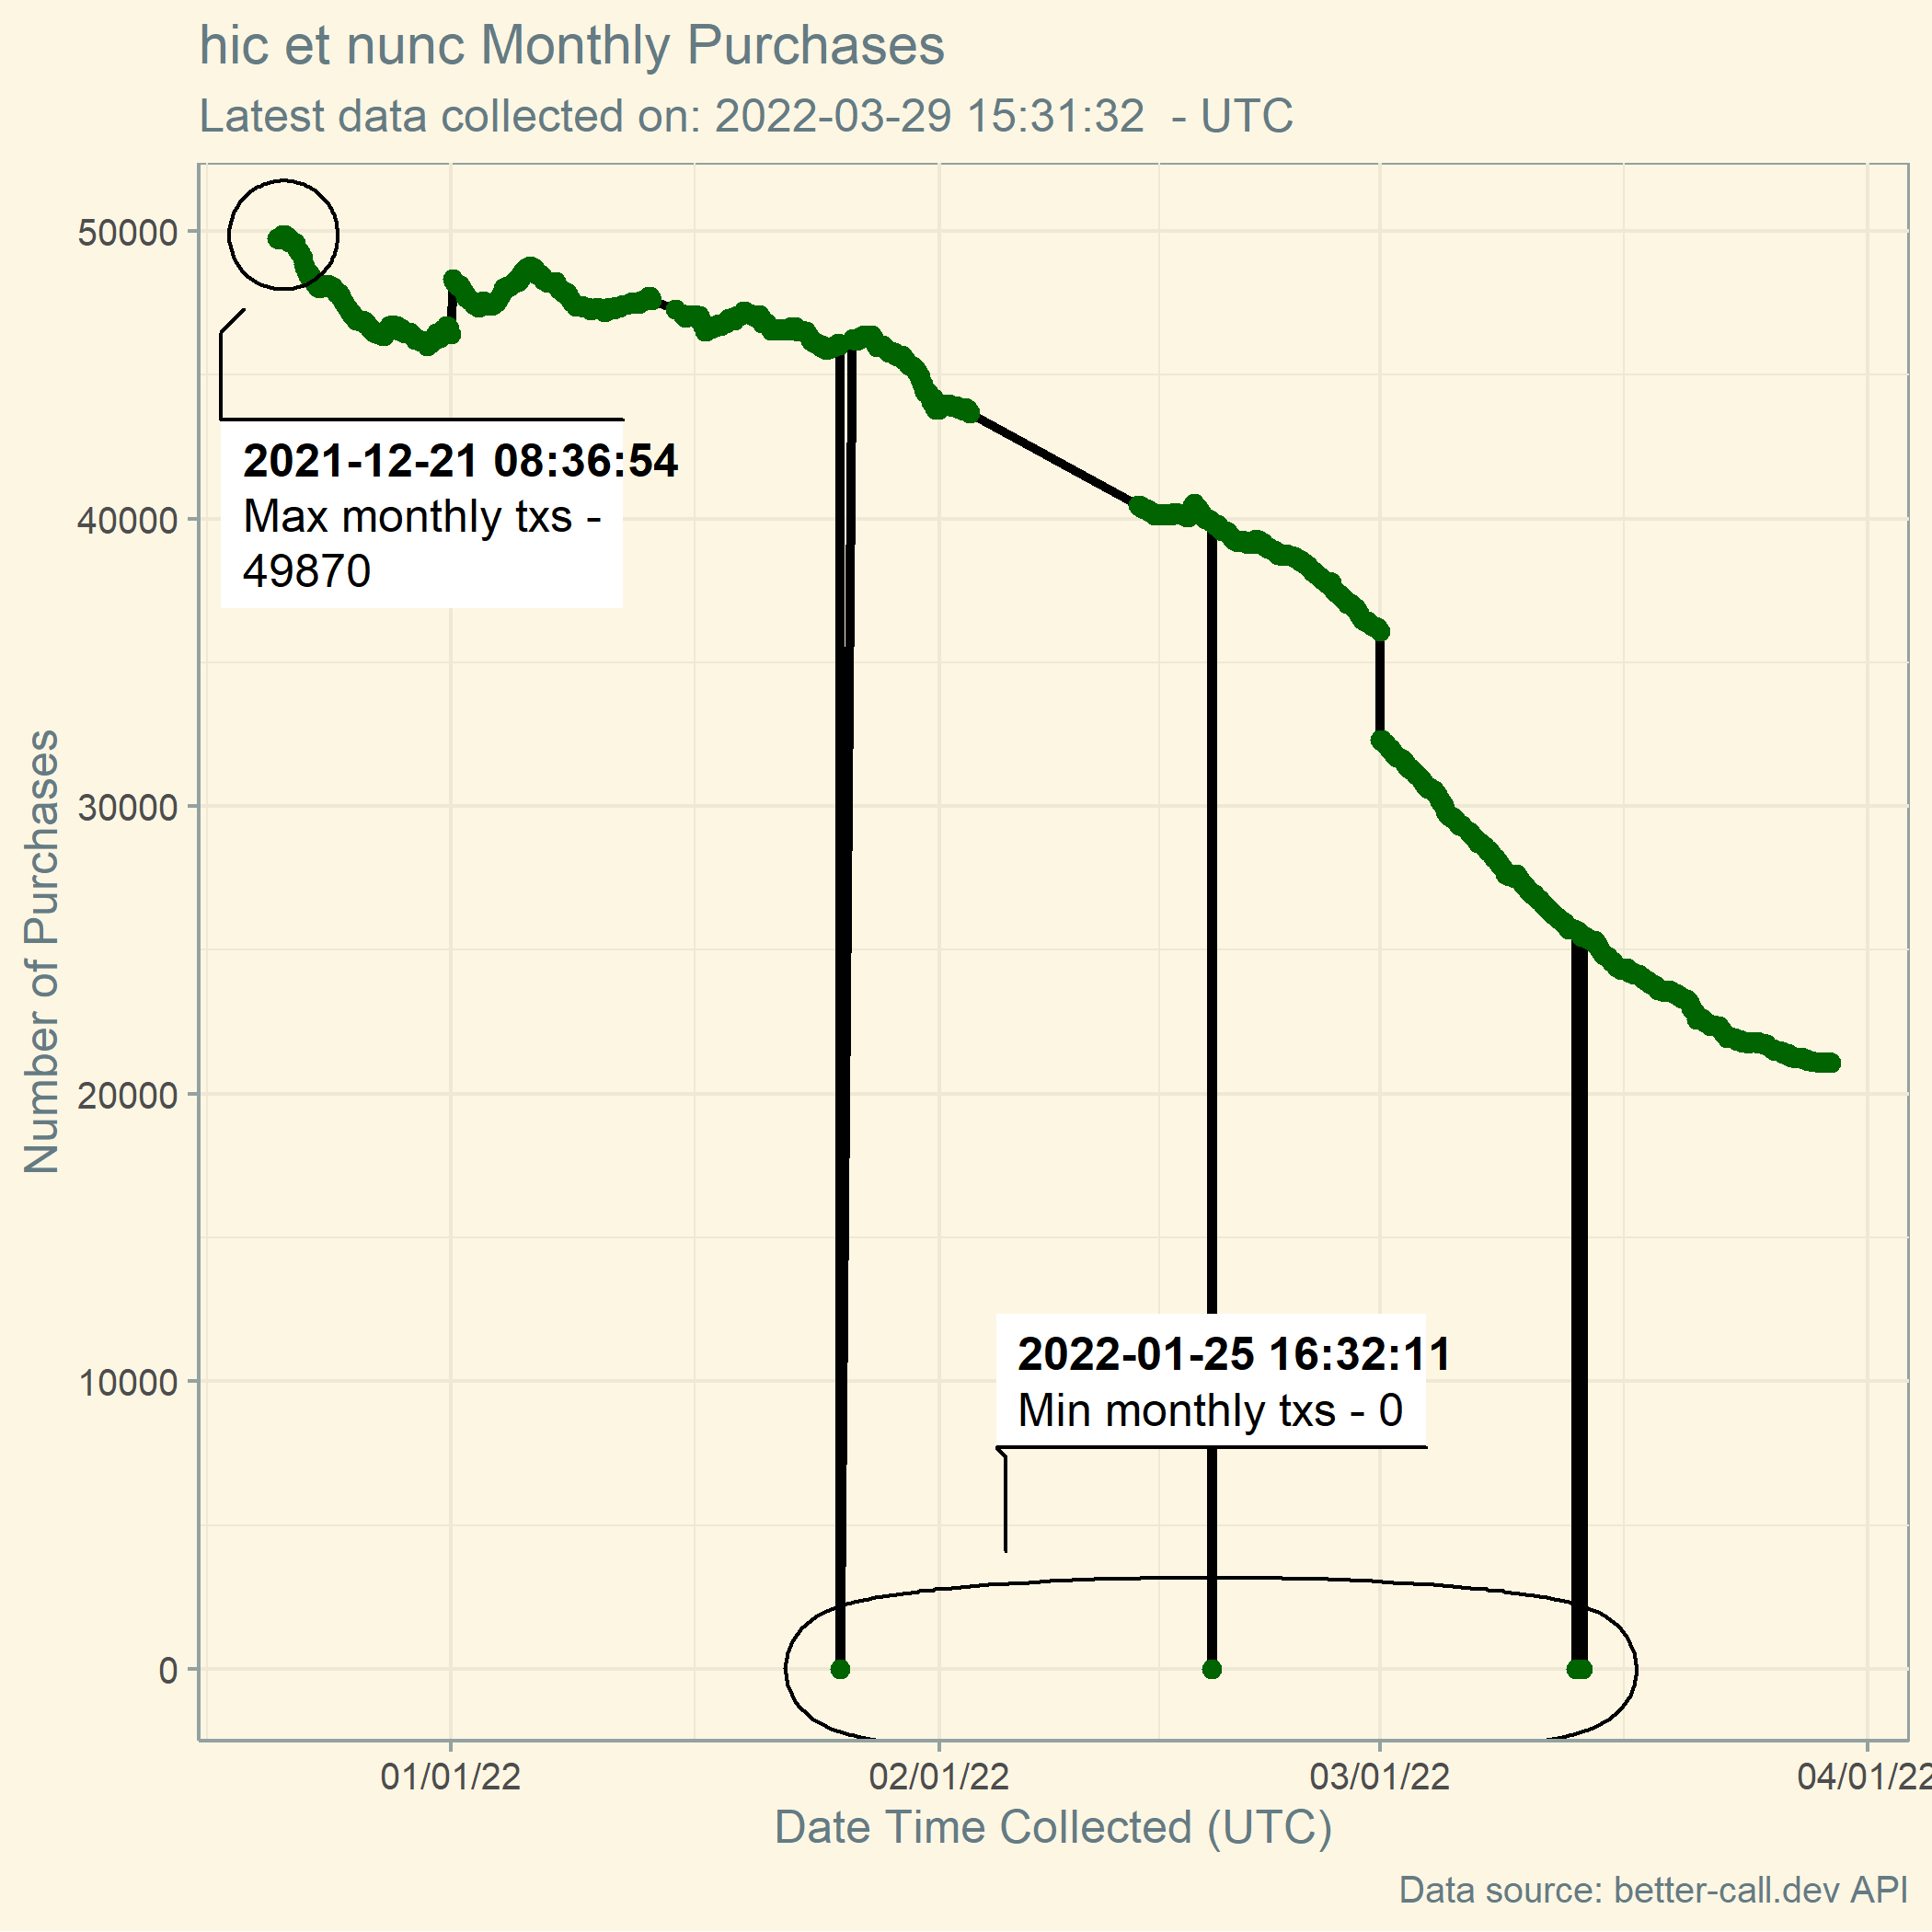 hic et nunc Monthly Purchases
Latest data collected on: 2022-03-29 15:31:32  - UTC
Number of Purchases
50000
40000
30000
20000
10000
0
2021-12-21 08:36:54
Max monthly txs -
49870
2022-01-25 16:32:11
Min monthly txs - 0
01/01/22
02/01/22
03/01/22
04/01/22
Date Time Collected (UTC)
Data source: better-call.dev API